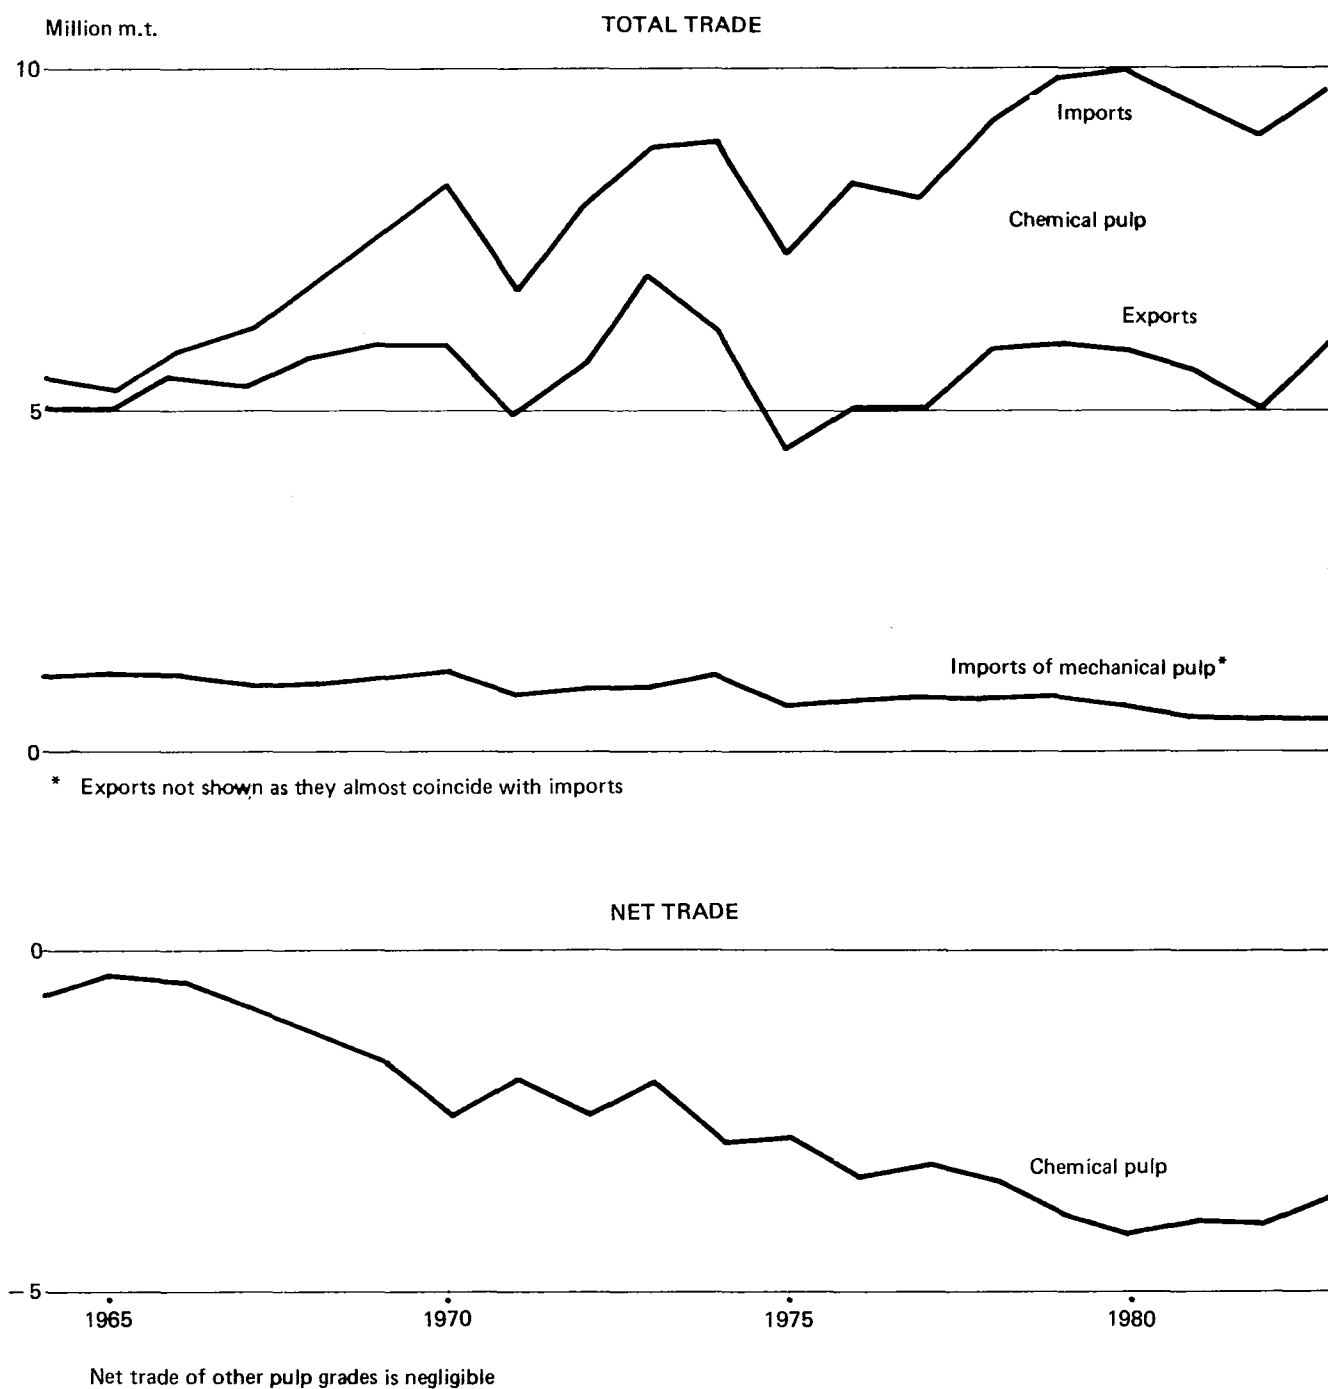 Million m.t.
TOTAL TRADE
10
Imports
Chemical pulp
Exports
5
Imports of mechanical pulp*
0
* Exports not shown as they almost coincide with imports
NET TRADE
0
Chemical pulp
— 5
1965 1970 1975 1980
Net trade of other pulp grades is negligible